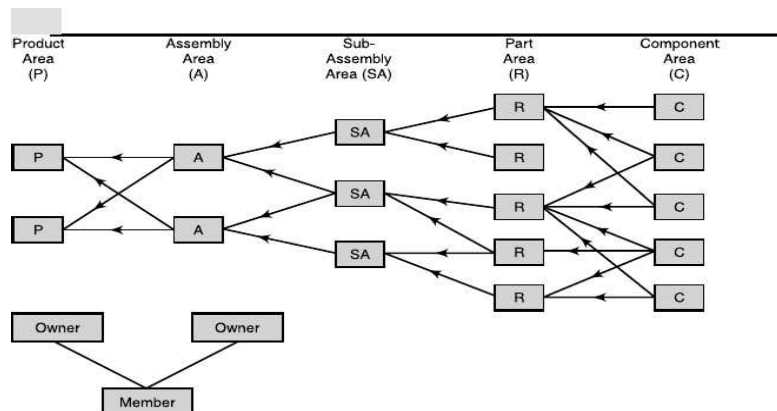 Product Area (P)
Assembly Area (A)
Sub-Assembly Area (SA)
Part Area (R)
Component Area (C)
R
C
SA
P
A
R
C
SA
R
C
P
A
SA
R
C
R
C
Owner
Owner
Member